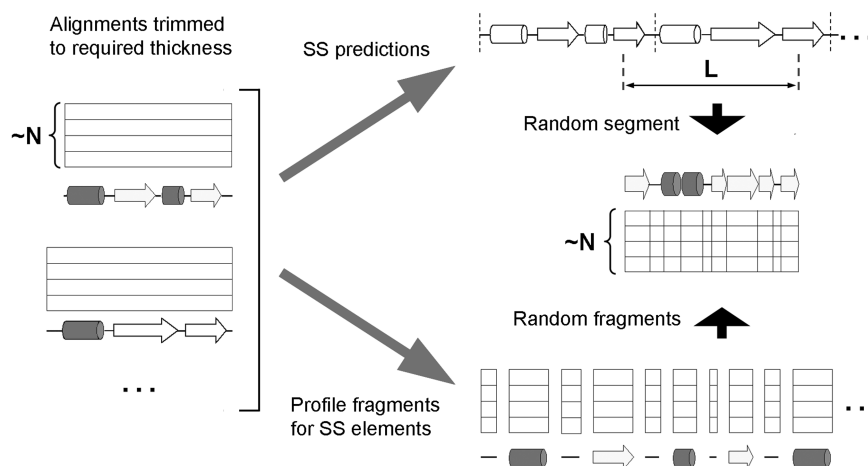 Alignments trimmed
to required thickness
SS predictions
L
~N
Random segment
~N
Random fragments
. . .
. . .
Profile fragments
for SS elements
. . .